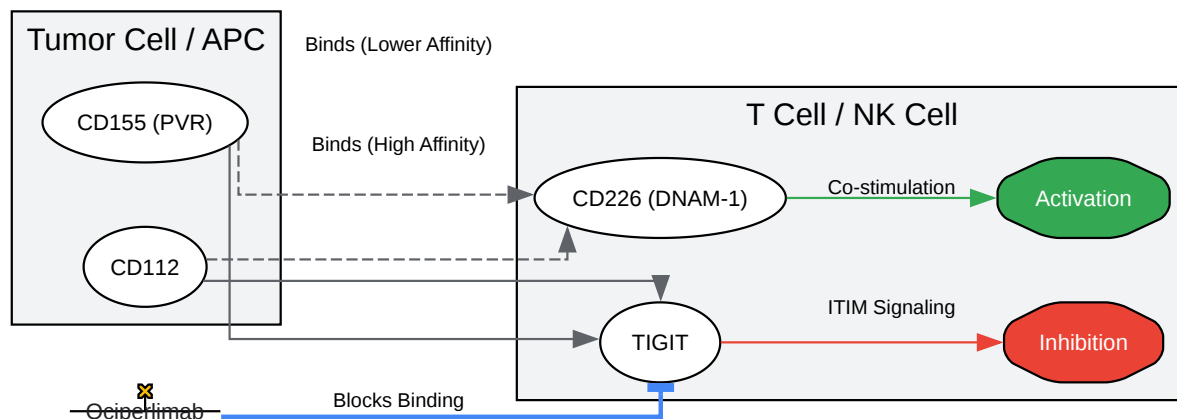 Tumor Cell / APC
Binds (Lower Affinity)
CD155 (PVR)
T Cell / NK Cell
Binds (High Affinity)
CD226 (DNAM-1)
Co-stimulation
Activation
CD112
ITIM Signaling
TIGIT
Inhibition
Blocks Binding
Ociperlimab